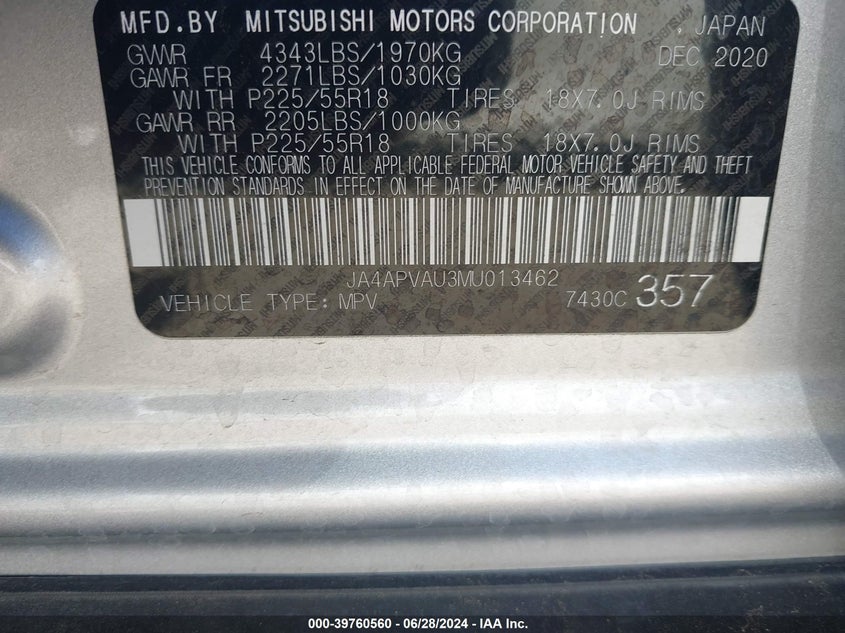 MFD.BY MITSUBISHI MOTORS CORPORATION , JAPAN
GWWR 4343LBS/1970KG DEC 2020
GAWR FR 2271LBS/1030KG
WITH P225/55R18 TIRES 18X7.0J RIMS
GAWR RR 2205LBS/1000KG
WITH P225/55R18 TIRES 18X7.0J RIMS
THIS VEHICLE CONFORMS TO ALL APPLICABLE FEDERAL MOTOR VEHICLE SAFETY AND THEFT
PREVENTION STANDARDS IN EFFECT ON THE DATE OF MANUFACTURE SHOWN ABOVE.
JA4APVAU3MU013462
VEHICLE TYPE: MPV 7430C 357
000-39760560 - 06/28/2024 - IAA Inc.